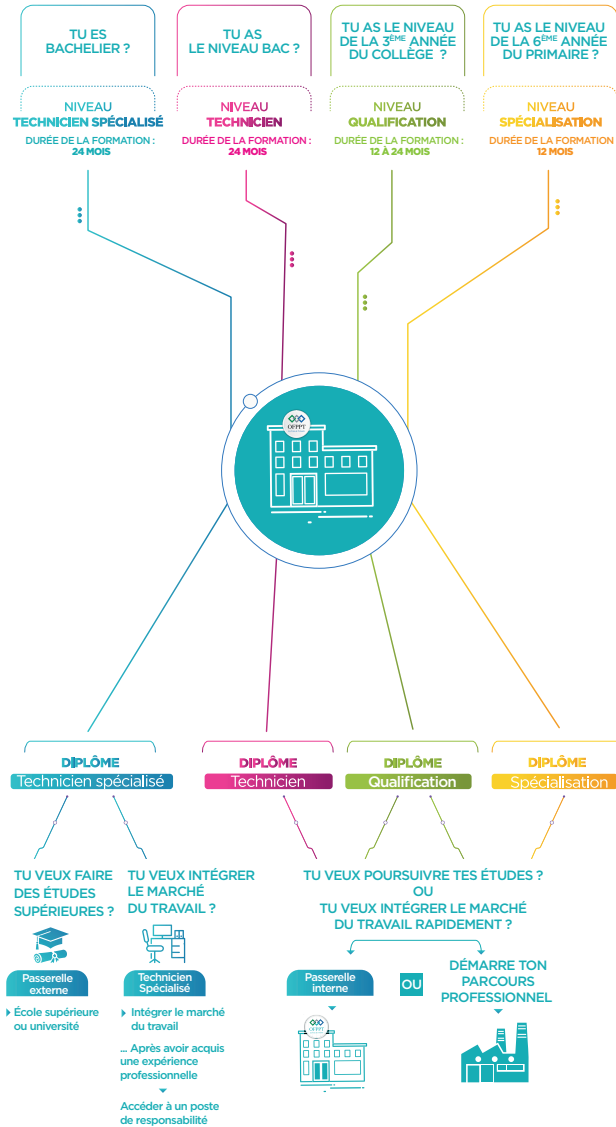 TU ES
BACHELIER ?
NIVEAU
TECHNICIEN SPÉCIALISÉ
DURÉE DE LA FORMATION :
24 MOIS
TU AS
LE NIVEAU BAC ?
NIVEAU
TECHNICIEN
DURÉE DE LA FORMATION :
24 MOIS
TU AS LE NIVEAU
DE LA 3ÈME ANNÉE
DU COLLÈGE ?
NIVEAU
QUALIFICATION
DURÉE DE LA FORMATION :
12 À 24 MOIS
TU AS LE NIVEAU
DE LA 6ÈME ANNÉE
DU PRIMAIRE ?
NIVEAU
SPÉCIALISATION
DURÉE DE LA FORMATION
12 MOIS
OFPPT
DIPLÔME
Technicien spécialisé
DIPLÔME
Technicien
DIPLÔME
Qualification
DIPLÔME
Spécialisation
TU VEUX FAIRE
DES ÉTUDES
SUPÉRIEURES ?
Passerelle
externe
École supérieure
ou université
TU VEUX INTÉGRER
LE MARCHÉ
DU TRAVAIL ?
Technicien
Spécialisé
Intégrer le marché
du travail
... Après avoir acquis
une expérience
professionnelle
Accéder à un poste
de responsabilité
TU VEUX POURSUIVRE TES ÉTUDES ?
OU
TU VEUX INTÉGRER LE MARCHÉ
DU TRAVAIL RAPIDEMENT ?
Passerelle
interne
OFPPT
OU
DÉMARRE TON
PARCOURS
PROFESSIONNEL